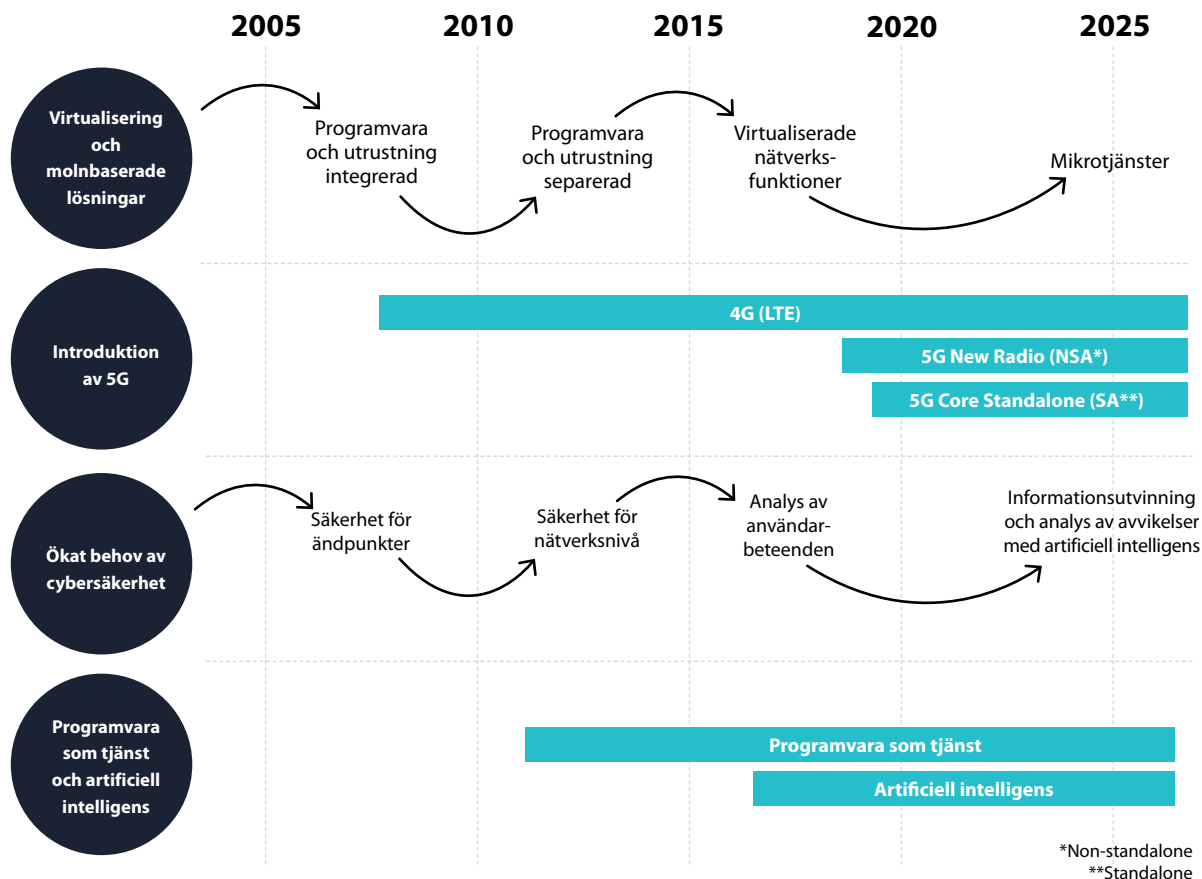 2005 2010 2015 2020 2025
Virtualisering
och
molnbaserade
lösningar
Programvara
och utrustning
integrerad
Programvara
och utrustning
separerad
Virtualiserade
nätverks-
funktioner
Mikrotjänster
Introduktion
av 5G
4G (LTE)
5G New Radio (NSA*)
5G Core Standalone (SA**)
Ökat behov av
cybersäkerhet
Säkerhet för
ändpunkter
Säkerhet för
nätverksnivå
Analys av
användar-
beteenden
Informationsutvinning
och analys av avvikelser
med artificiell intelligens
Programvara
som tjänst
och artificiell
intelligens
Programvara som tjänst
Artificiell intelligens
*Non-standalone
**Standalone